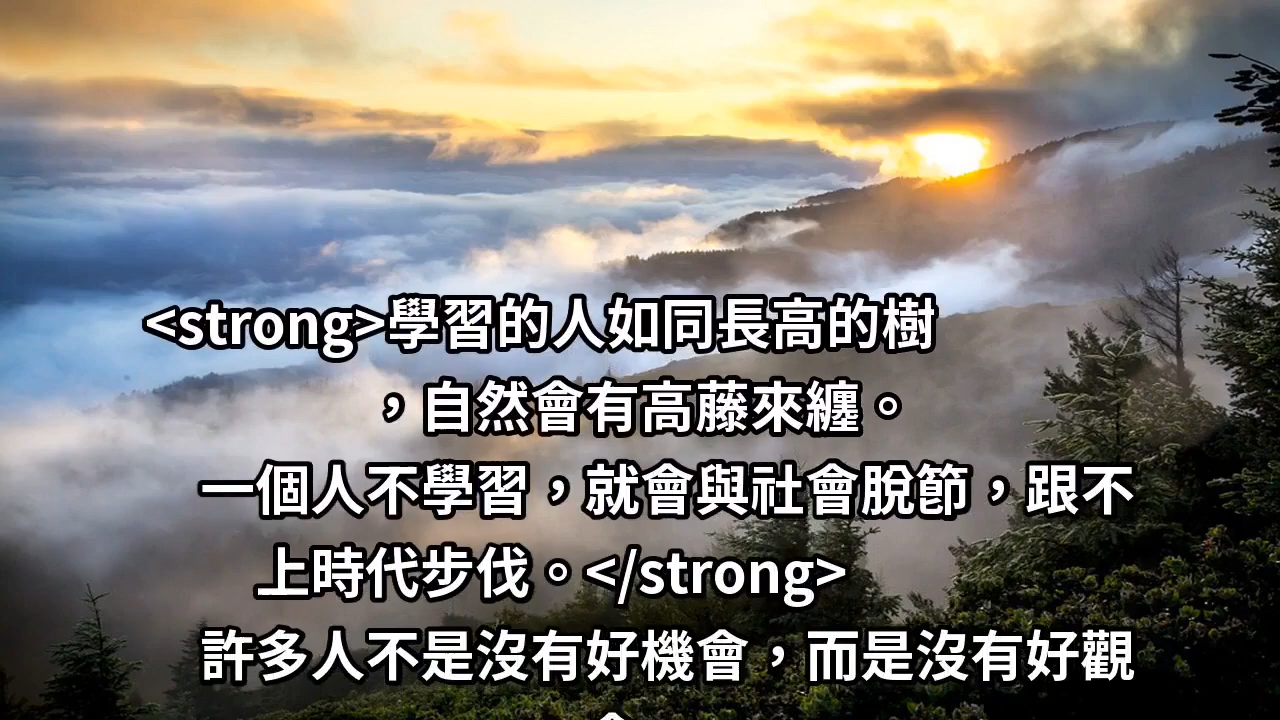 <strong>學習的人如同長高的樹
，自然會有高藤來纏。
一個人不學習，就會與社會脫節，跟不
上時代步伐。</strong>
許多人不是沒有好機會，而是沒有好觀